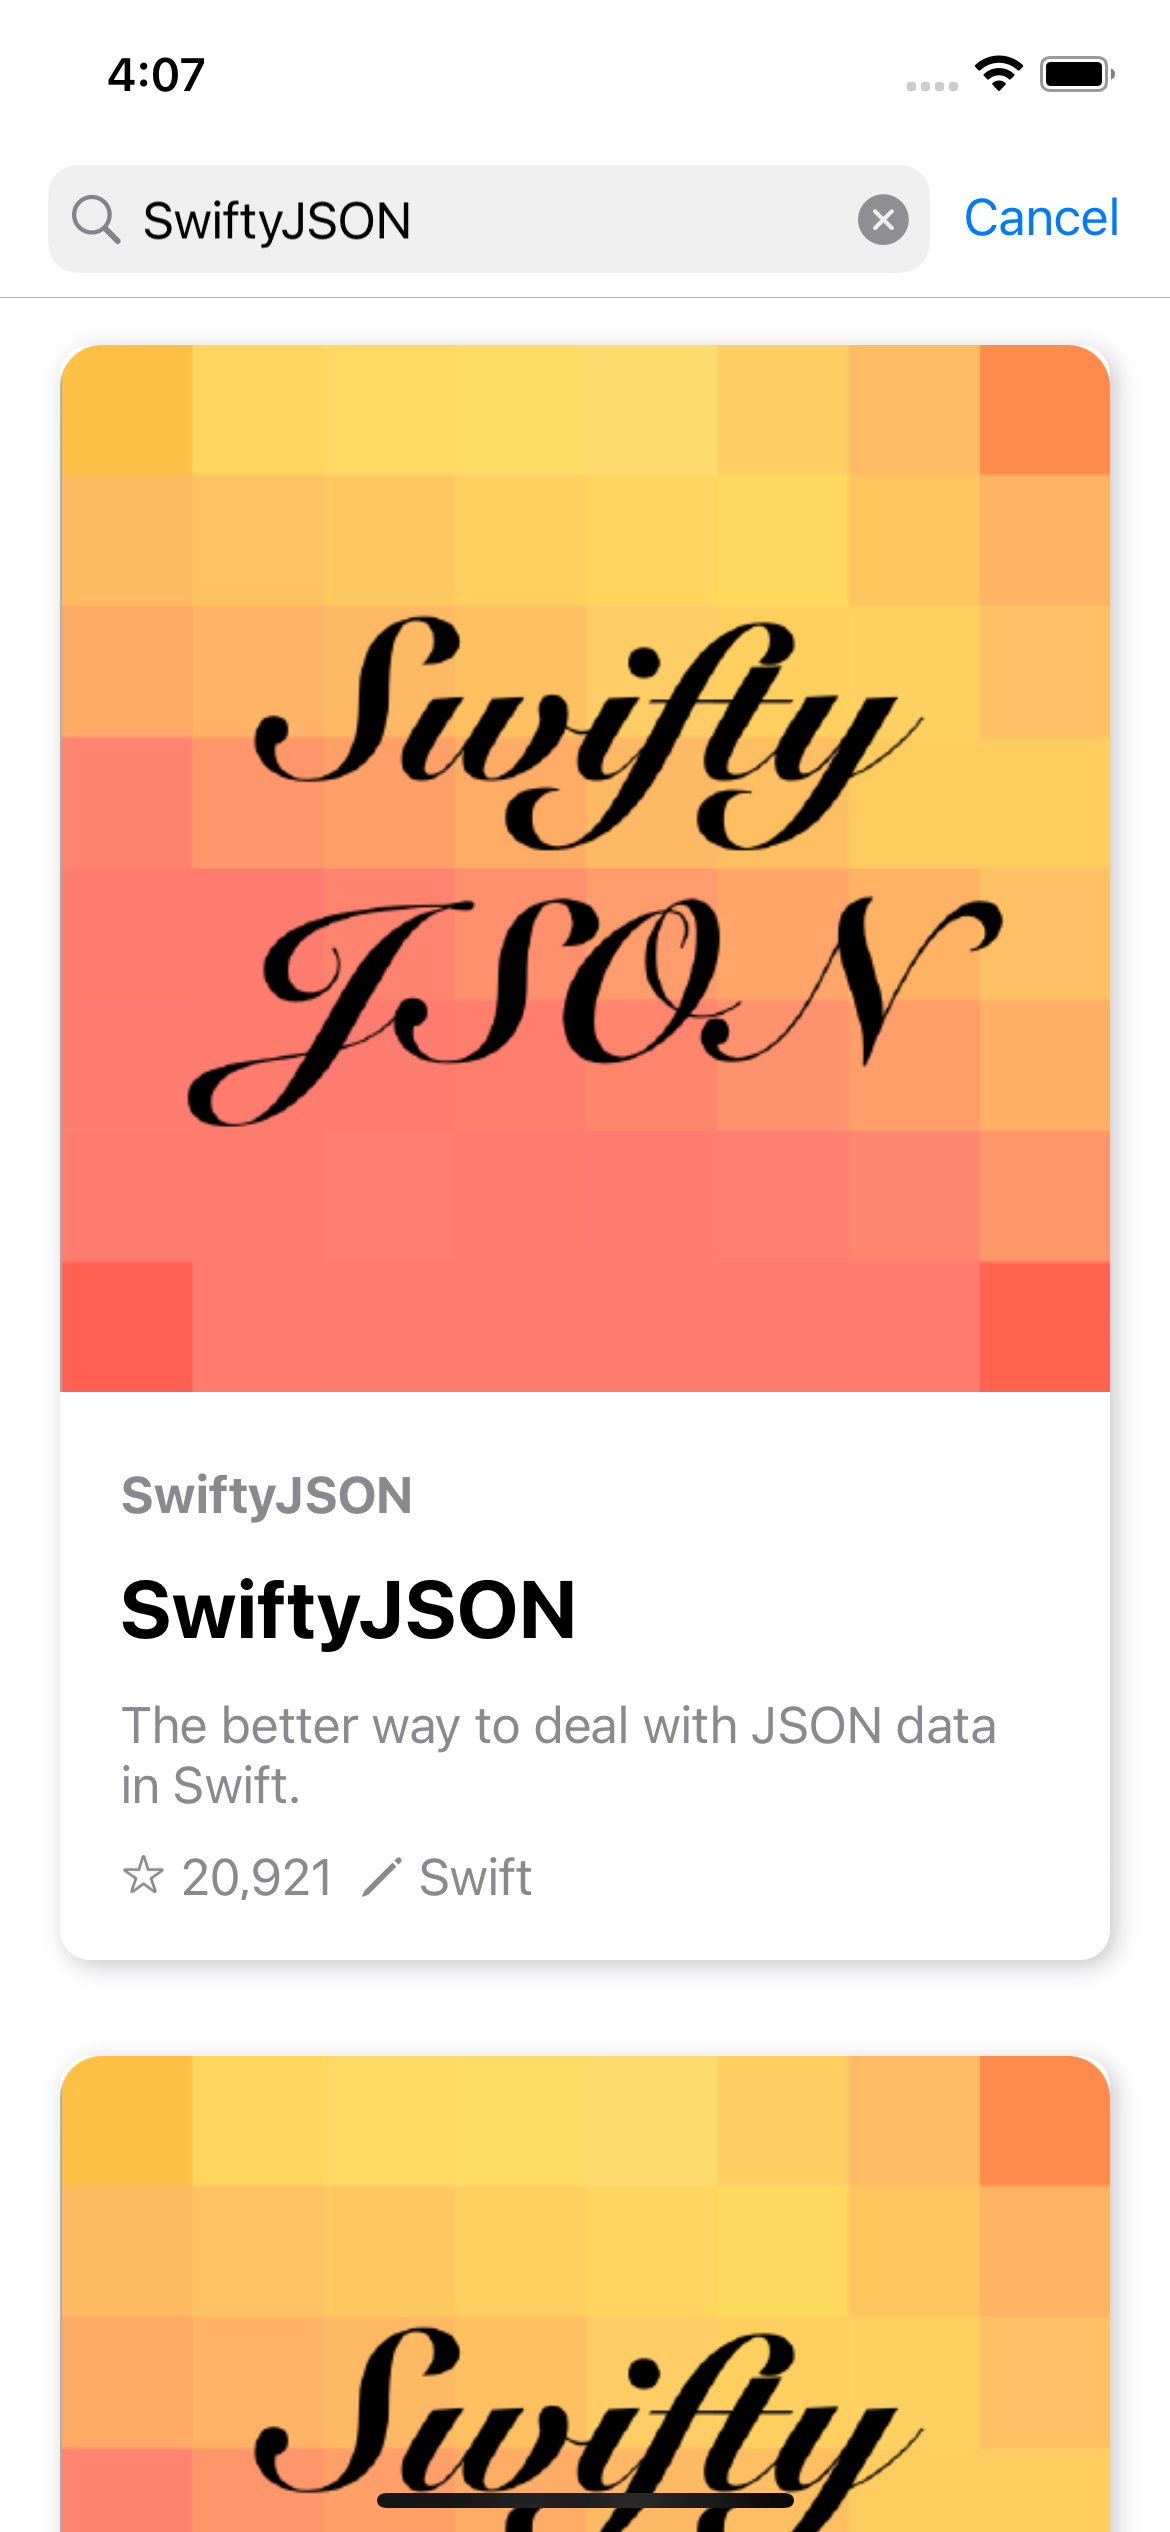 4:07
SwiftyJSON
Cancel
Swifty
JSON
SwiftyJSON
SwiftyJSON
The better way to deal with JSON data
in Swift.
20,921 Swift
Swifty